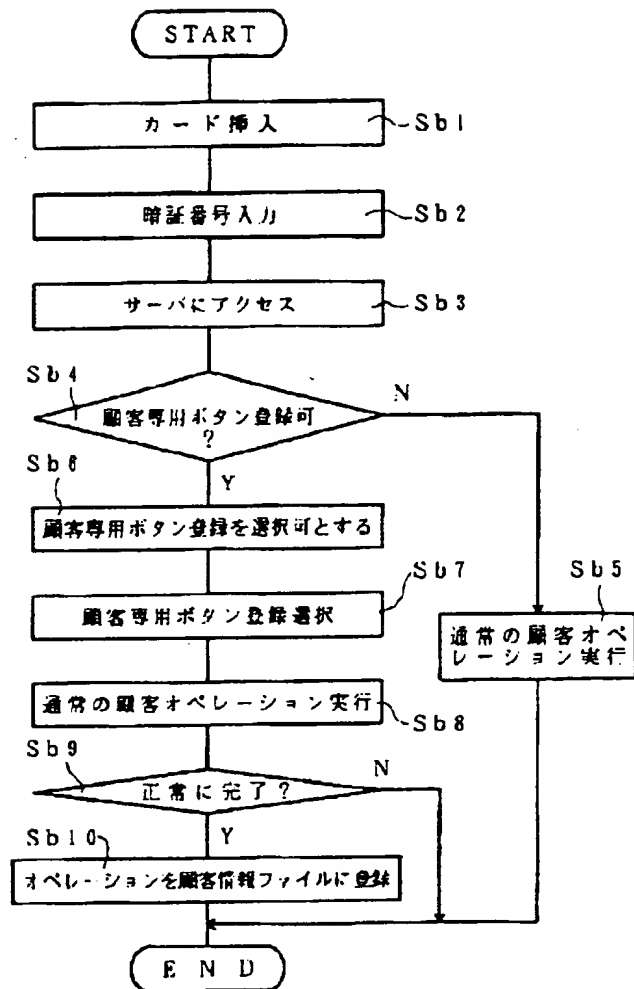 START
カード挿入
Sb1
暗証番号入力
Sb2
サーバにアクセス
Sb3
Sb4
顧客専用ボタン登録可
?
N
Y
Sb6
顧客専用ボタン登録を選択可とする
Sb7
顧客専用ボタン登録選択
Sb5
通常の顧客オペ
レーション実行
通常の顧客オペレーション実行
Sb8
Sb9
正常に完了?
N
Y
Sb10
オペレーションを顧客情報ファイルに登録
END